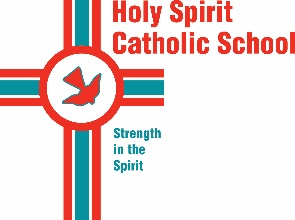 Holy Spirit
Catholic School
Strength
in the
Spirit